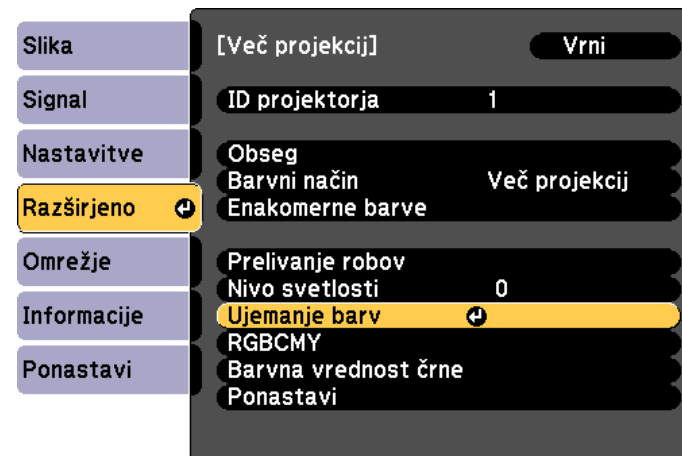 Slika
Signal
Nastavitve
Razširjeno
Omrežje
Informacije
Ponastavi
[Več projekcij] Vrni
ID projektorja 1
Obseg
Barvni način Več projekcij
Enakomerne barve
Prelivanje robov
Nivo svetlosti 0
Ujemanje barv
RGBCMY
Barvna vrednost črne
Ponastavi